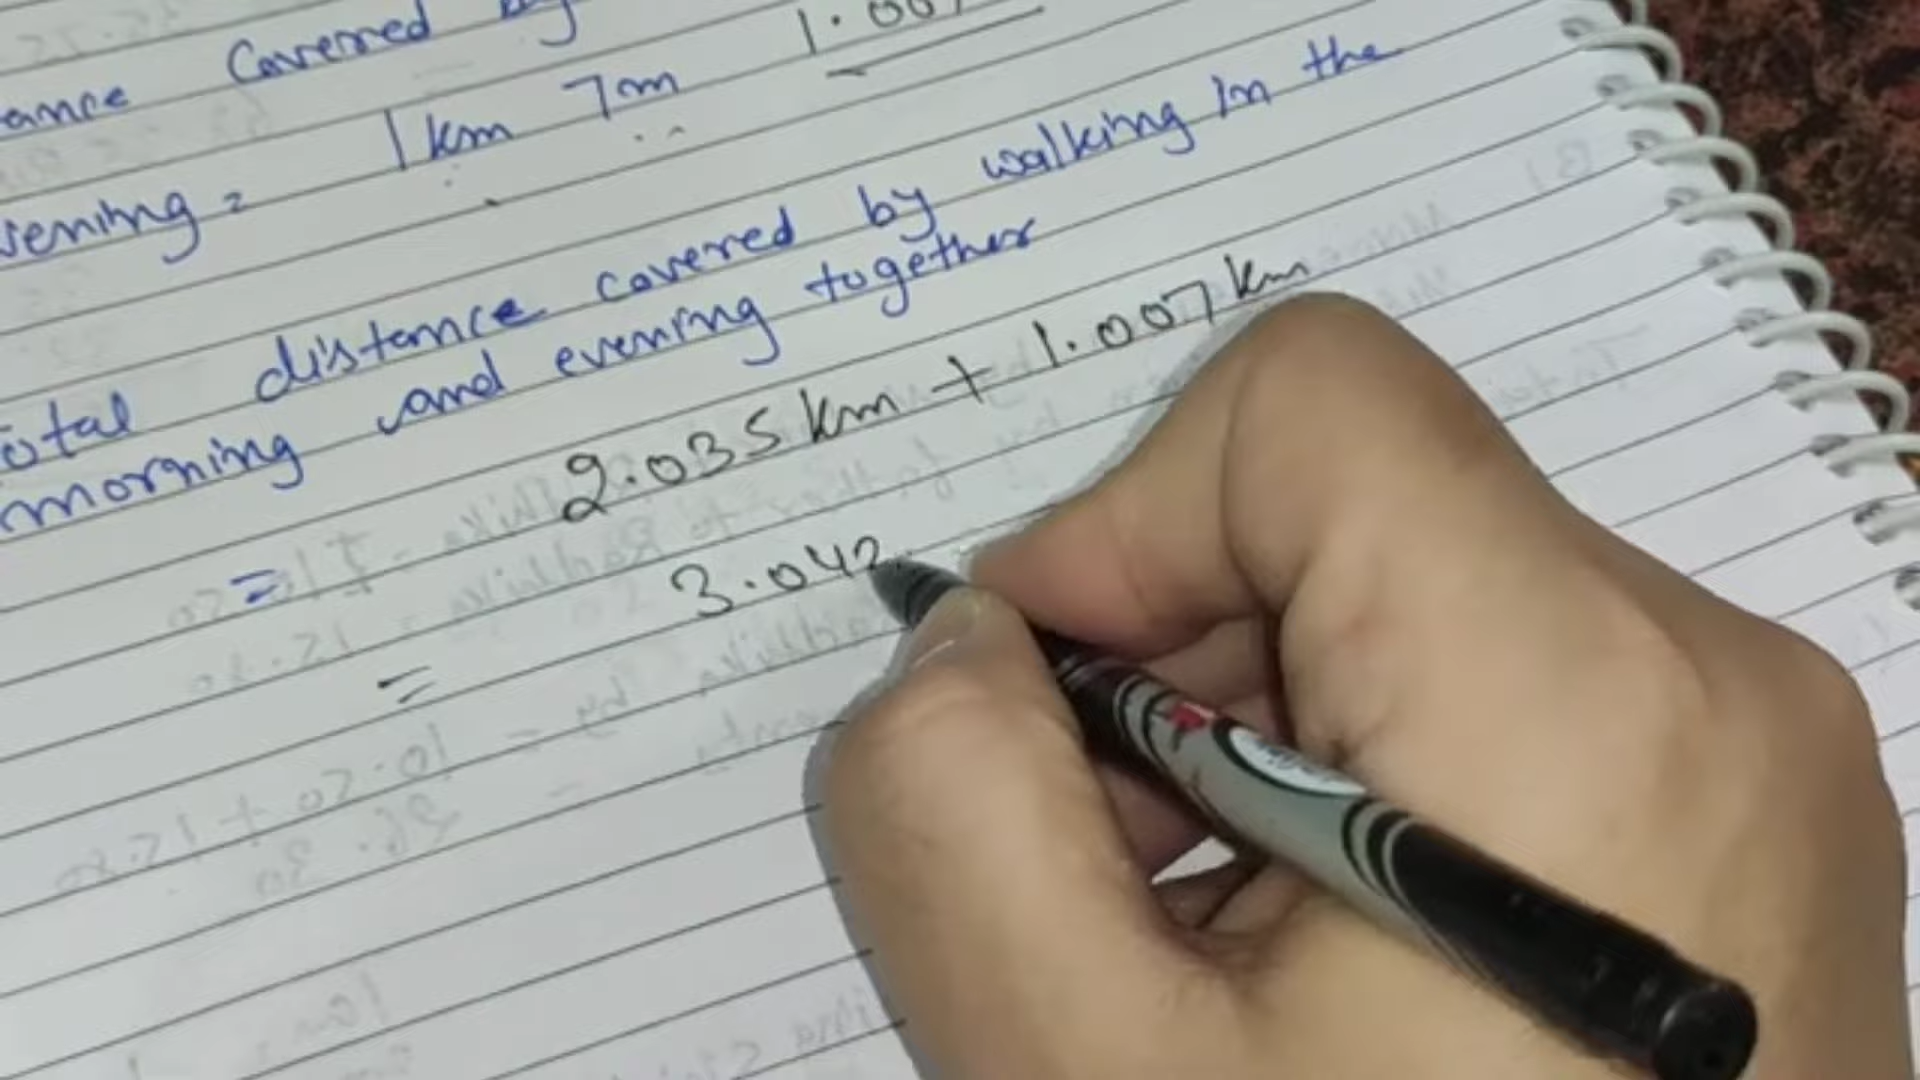 ance Covered by
1.007
vening = 1 km 7m
otal distance covered by walking in the
morning and evening together
= 2.035 km + 1.007 km
= 3.042